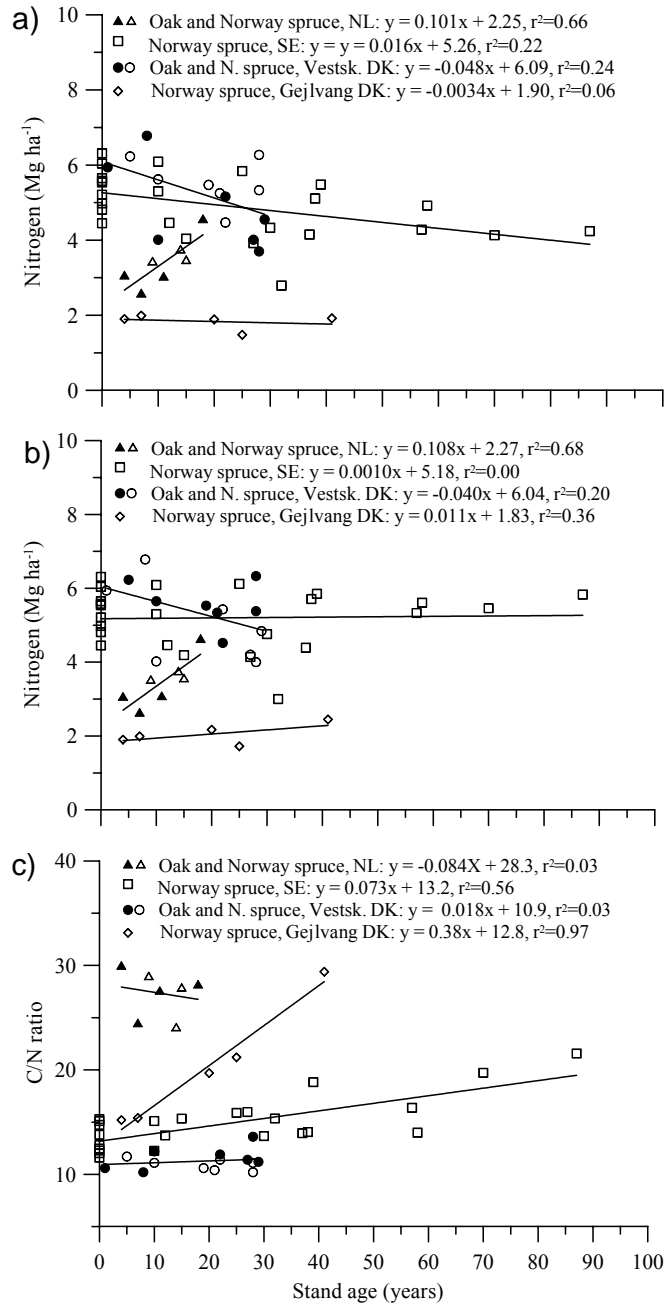 a)
10
Oak and Norway spruce, NL: y = 0.101x + 2.25, r²=0.66
Norway spruce, SE: y = y = 0.016x + 5.26, r²=0.22
Oak and N. spruce, Vestsk. DK: y = -0.048x + 6.09, r²=0.24
Norway spruce, Gejlvang DK: y = -0.0034x + 1.90, r²=0.06
8
6
4
2
0
Nitrogen (Mg ha⁻¹)
b)
10
Oak and Norway spruce, NL: y = 0.108x + 2.27, r²=0.68
Norway spruce, SE: y = 0.0010x + 5.18, r²=0.00
Oak and N. spruce, Vestsk. DK: y = -0.040x + 6.04, r²=0.20
Norway spruce, Gejlvang DK: y = 0.011x + 1.83, r²=0.36
8
6
4
2
0
Nitrogen (Mg ha⁻¹)
c)
40
Oak and Norway spruce, NL: y = -0.084X + 28.3, r²=0.03
Norway spruce, SE: y = 0.073x + 13.2, r²=0.56
Oak and N. spruce, Vestsk. DK: y = 0.018x + 10.9, r²=0.03
Norway spruce, Gejlvang DK: y = 0.38x + 12.8, r²=0.97
30
20
10
C/N ratio
0 10 20 30 40 50 60 70 80 90 100
Stand age (years)